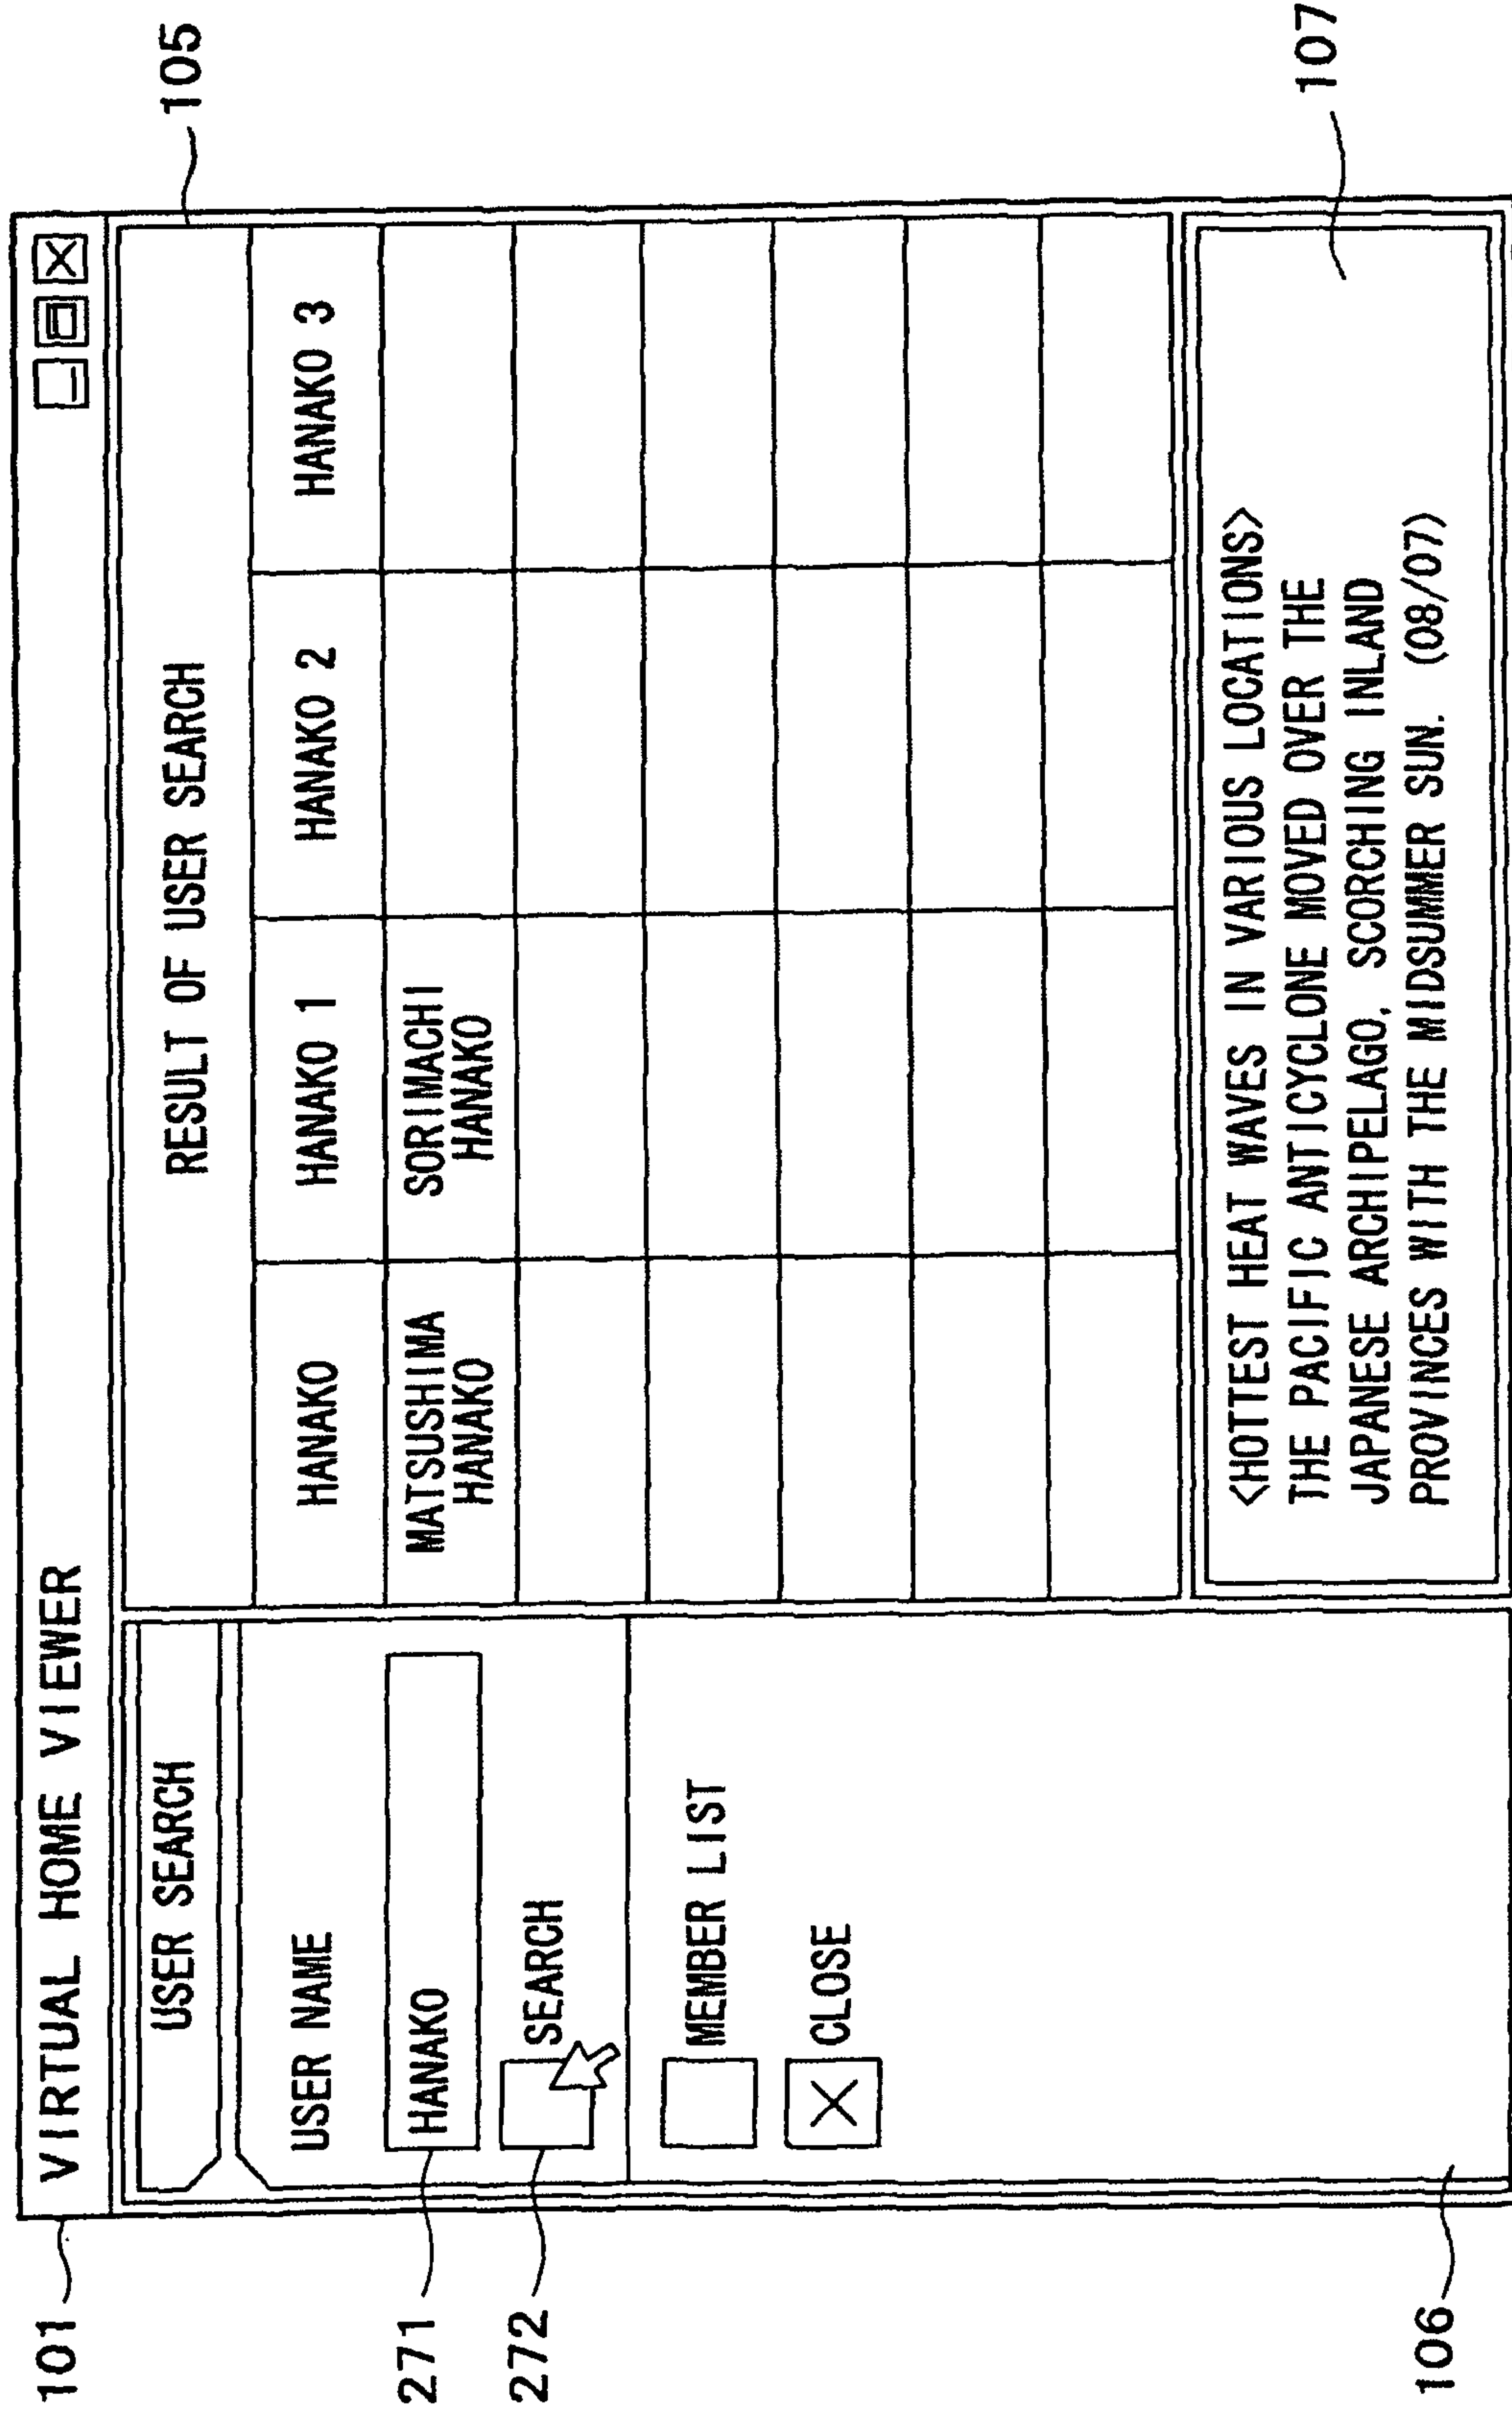 VIRTUAL HOME VIEWER
101
USER SEARCH
USER NAME
271
HANAKO
272
SEARCH
MEMBER LIST
CLOSE
106
105
RESULT OF USER SEARCH
HANAKO
HANAKO 1
HANAKO 2
HANAKO 3
MATSUSHIMA
HANAKO
SORIMACHI
HANAKO
107
<HOTTEST HEAT WAVES IN VARIOUS LOCATIONS>
THE PACIFIC ANTICYCLONE MOVED OVER THE
JAPANESE ARCHIPELAGO, SCORCHING INLAND
PROVINCES WITH THE MIDSUMMER SUN. (08/07)